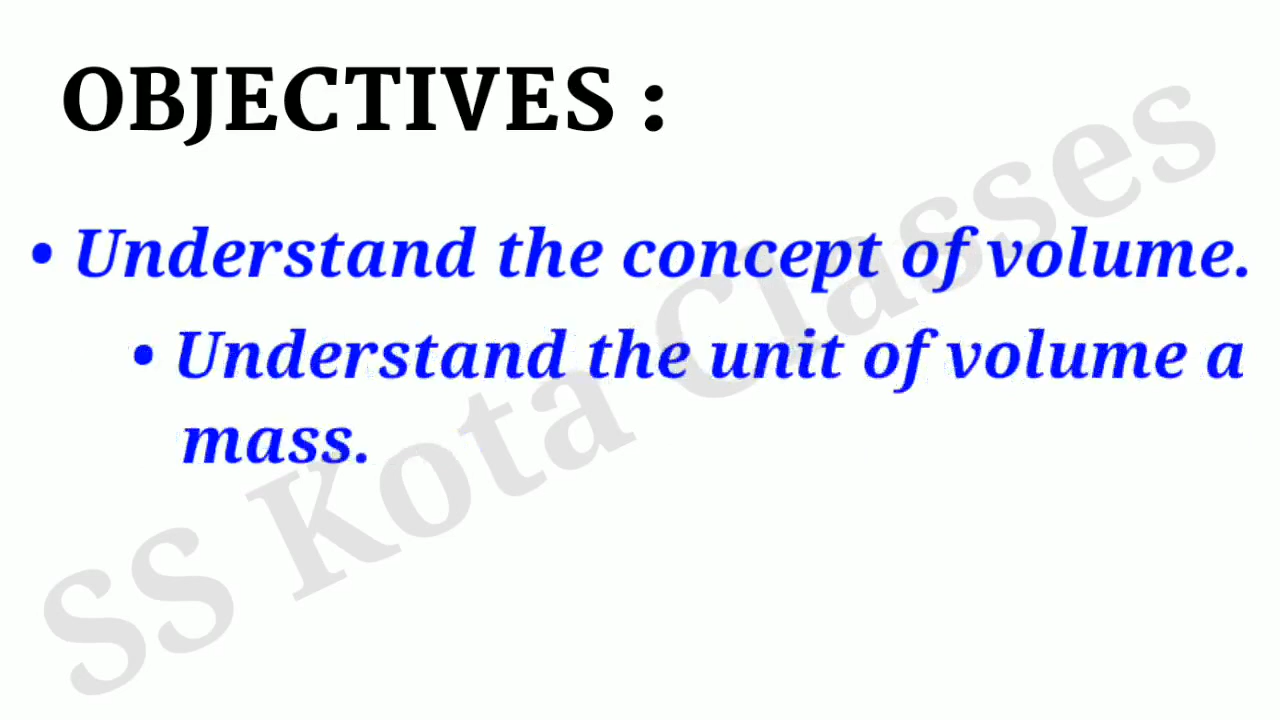 OBJECTIVES :
• Understand the concept of volume.
• Understand the unit of volume a
mass.
SS Kota Classes